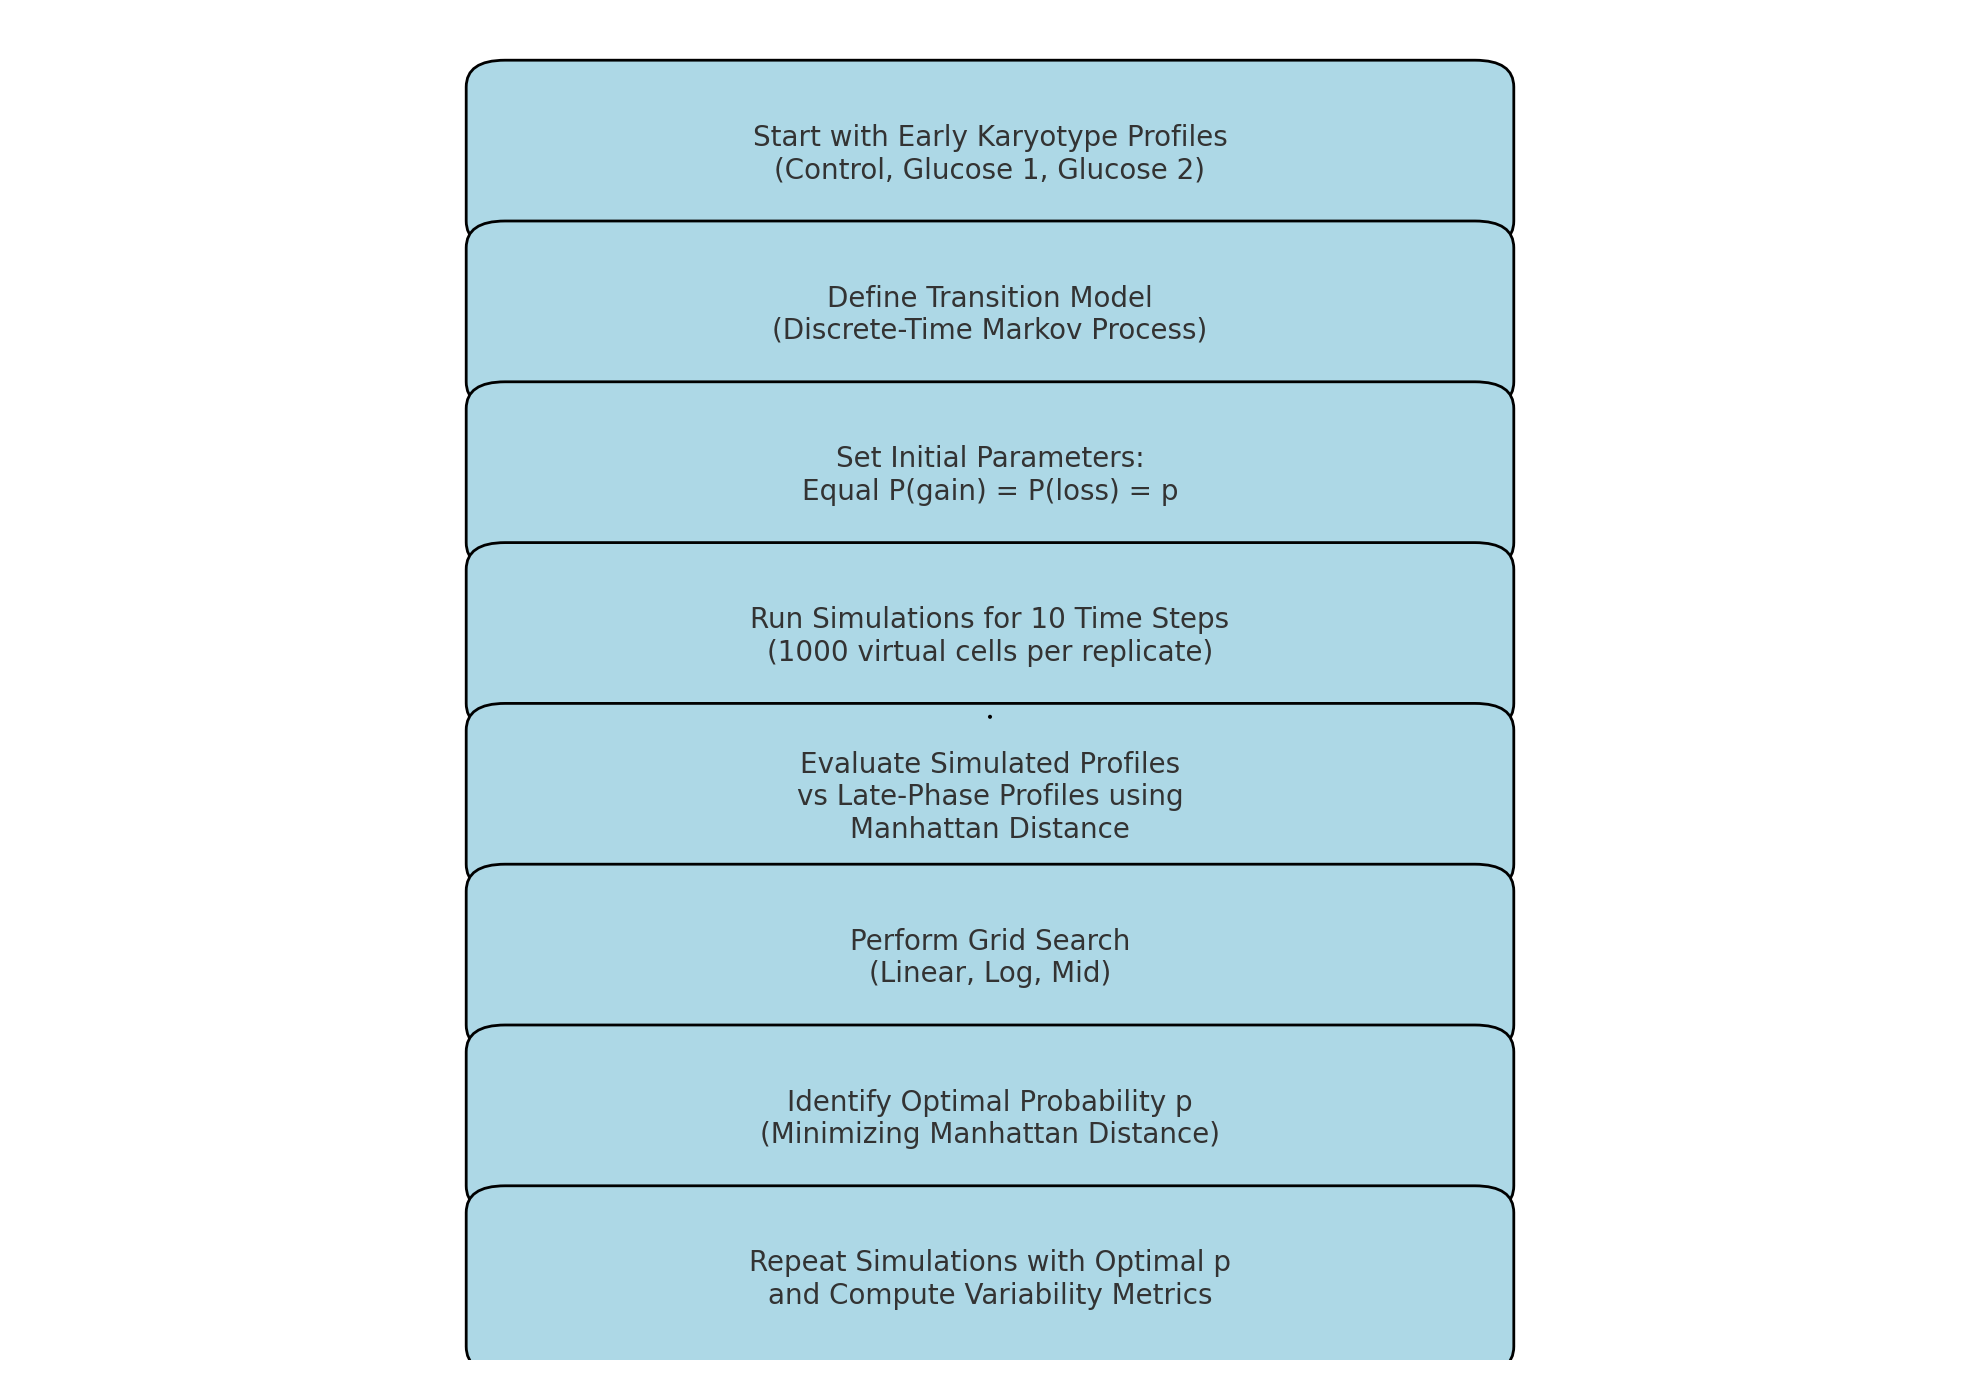 Start with Early Karyotype Profiles
(Control, Glucose 1, Glucose 2)
Define Transition Model
(Discrete-Time Markov Process)
Set Initial Parameters:
Equal P(gain) = P(loss) = p
Run Simulations for 10 Time Steps
(1000 virtual cells per replicate)
Evaluate Simulated Profiles
vs Late-Phase Profiles using
Manhattan Distance
Perform Grid Search
(Linear, Log, Mid)
Identify Optimal Probability p
(Minimizing Manhattan Distance)
Repeat Simulations with Optimal p
and Compute Variability Metrics